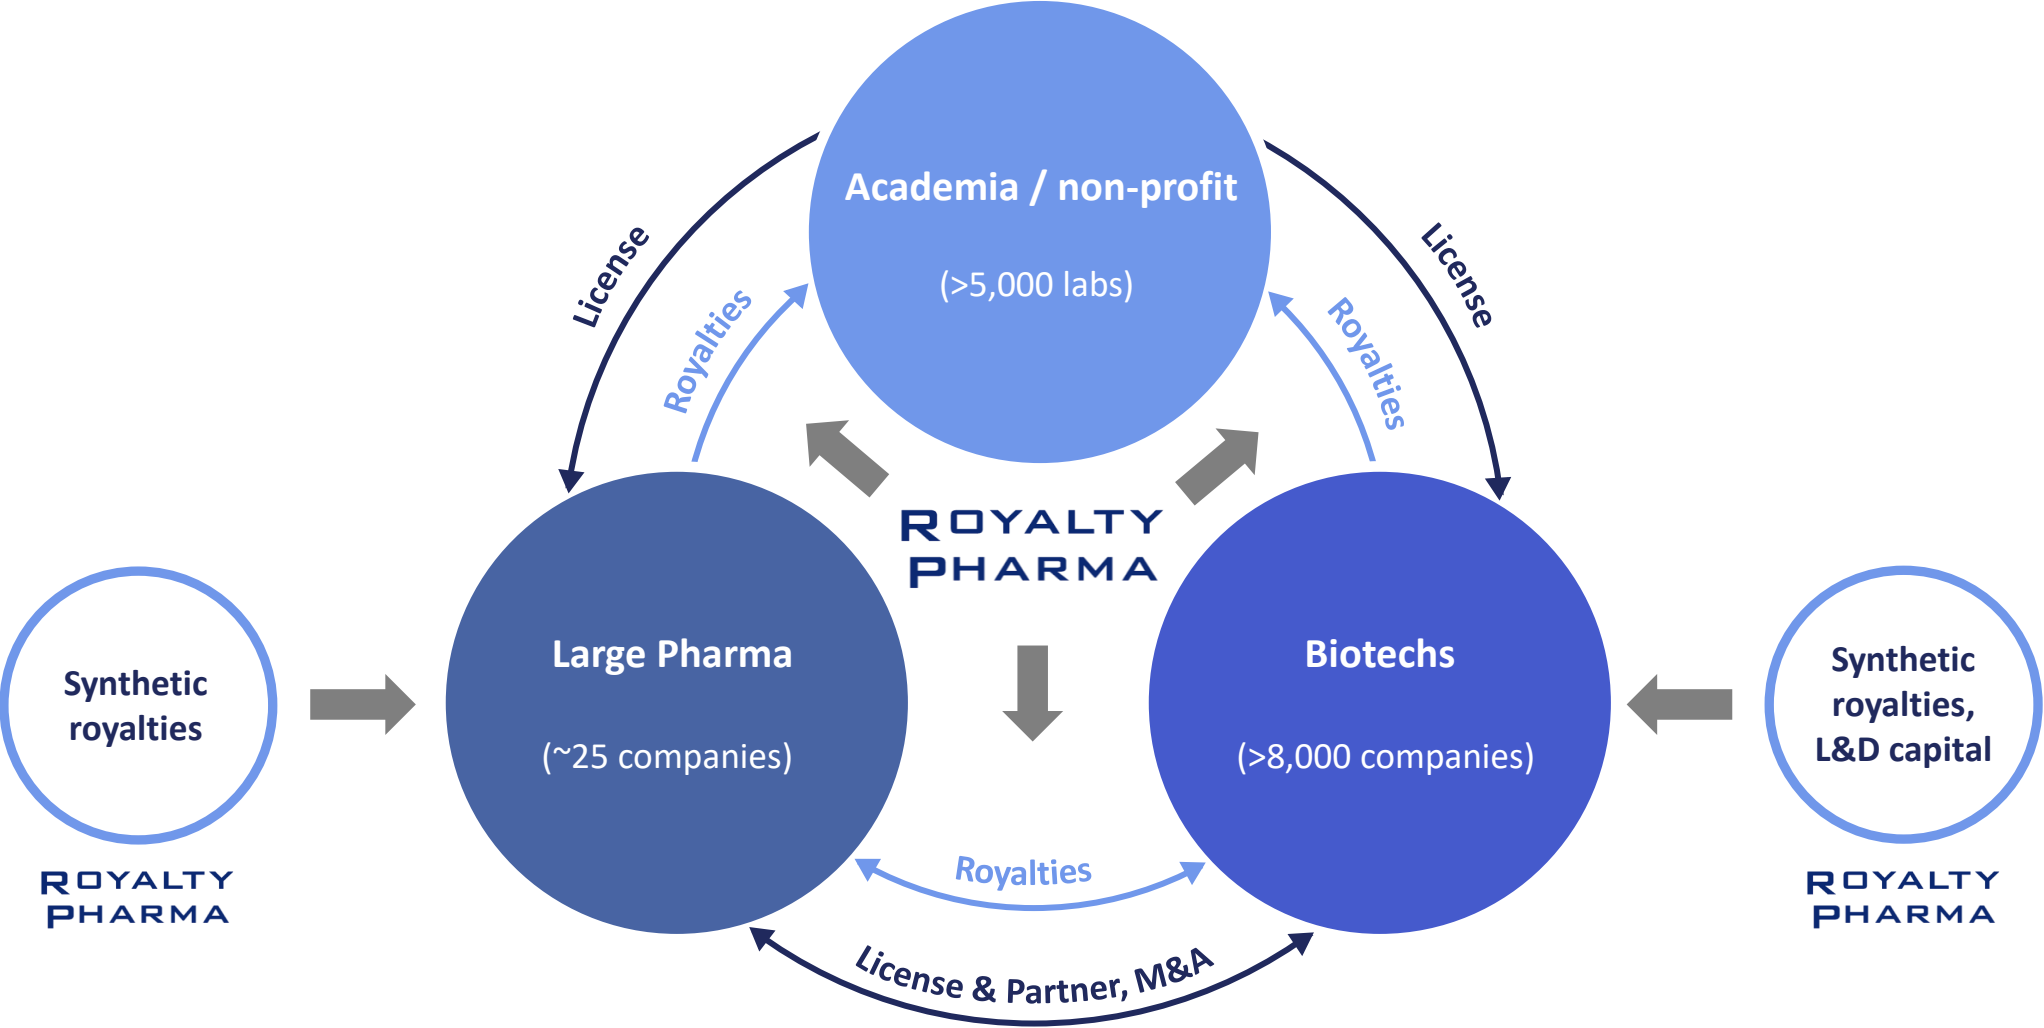 Academia / non-profit
(>5,000 labs)
License
Royalties
Royalties
License
ROYALTY
PHARMA
Large Pharma
(~25 companies)
Biotechs
(>8,000 companies)
Synthetic
royalties
ROYALTY
PHARMA
Synthetic
royalties,
L&D capital
ROYALTY
PHARMA
Royalties
License & Partner, M&A